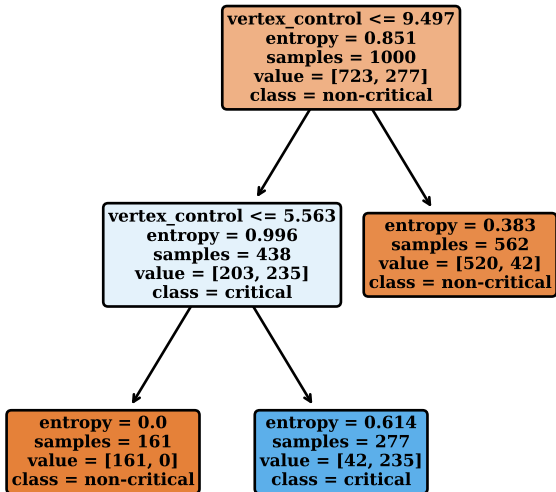 vertex_control <= 9.497
entropy = 0.851
samples = 1000
value = [723, 277]
class = non-critical
vertex_control <= 5.563
entropy = 0.996
samples = 438
value = [203, 235]
class = critical
entropy = 0.383
samples = 562
value = [520, 42]
class = non-critical
entropy = 0.0
samples = 161
value = [161, 0]
class = non-critical
entropy = 0.614
samples = 277
value = [42, 235]
class = critical